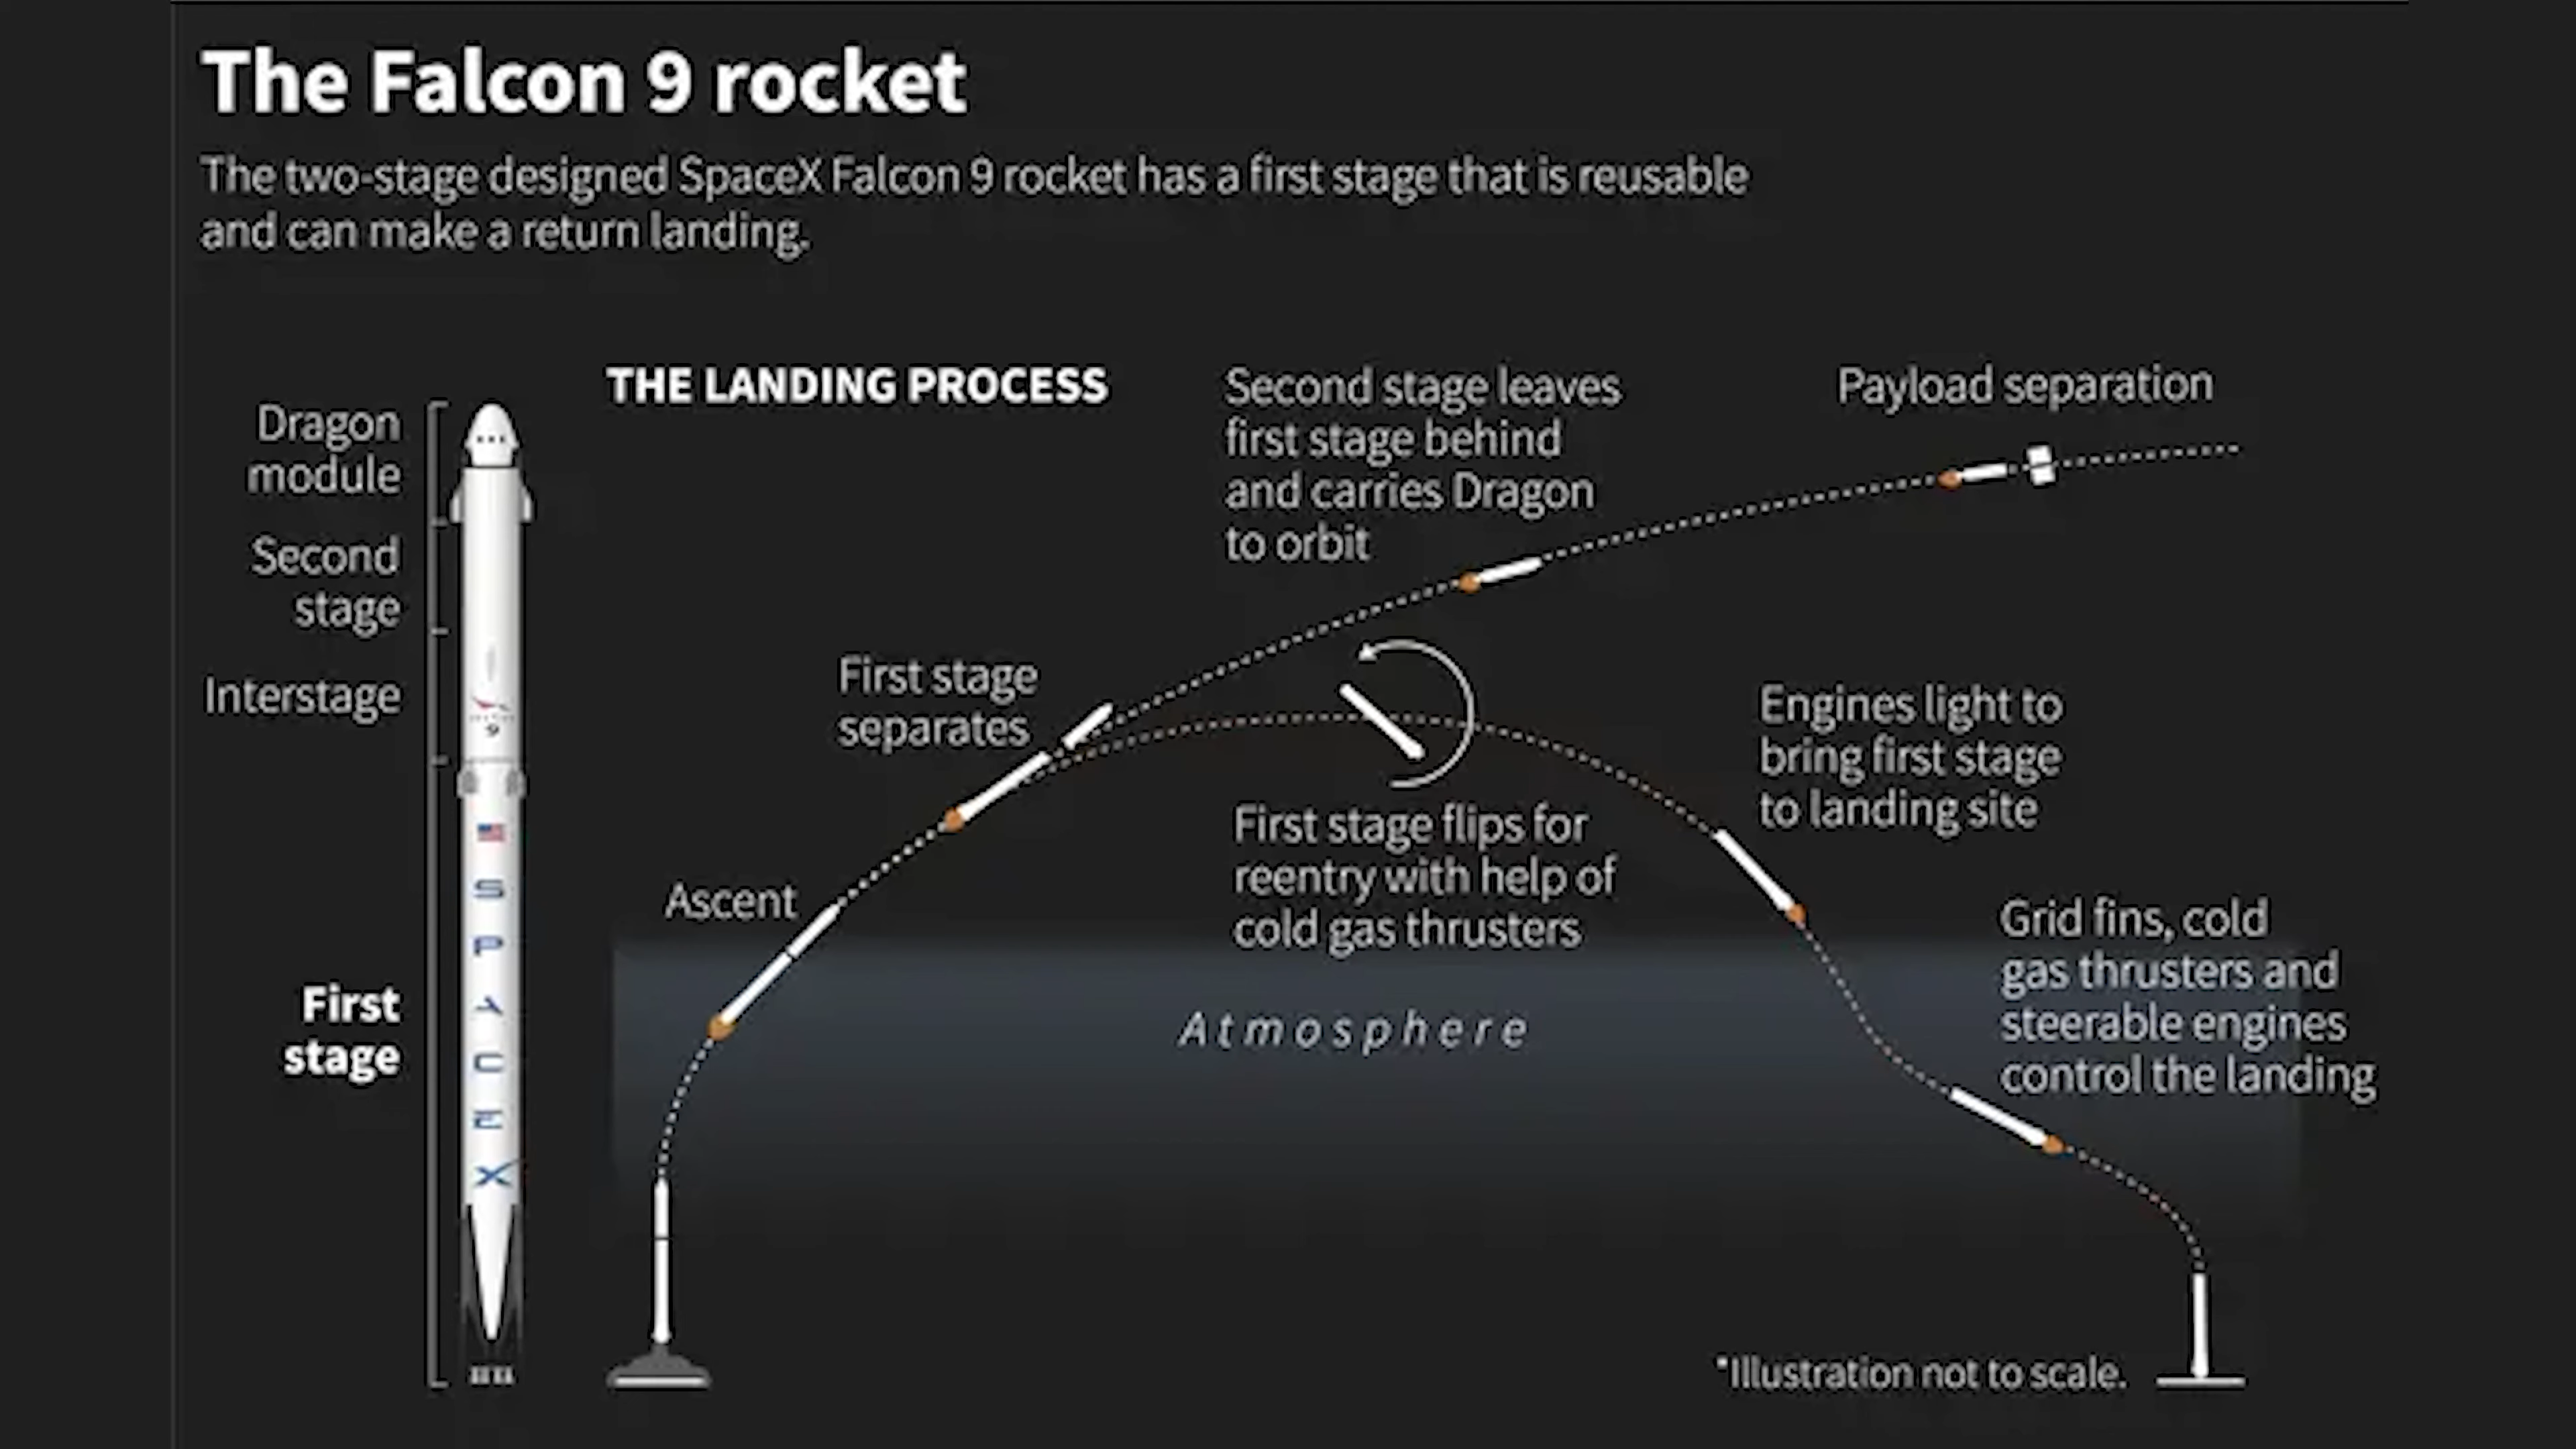 The Falcon 9 rocket
The two-stage designed SpaceX Falcon 9 rocket has a first stage that is reusable
and can make a return landing.
Dragon
module
Second
stage
Interstage
First
stage
9
S
P
A
C
E
X
THE LANDING PROCESS
Ascent
First stage
separates
Second stage leaves
first stage behind
and carries Dragon
to orbit
Payload separation
First stage flips for
reentry with help of
cold gas thrusters
Engines light to
bring first stage
to landing site
Grid fins, cold
gas thrusters and
steerable engines
control the landing
Atmosphere
*Illustration not to scale.